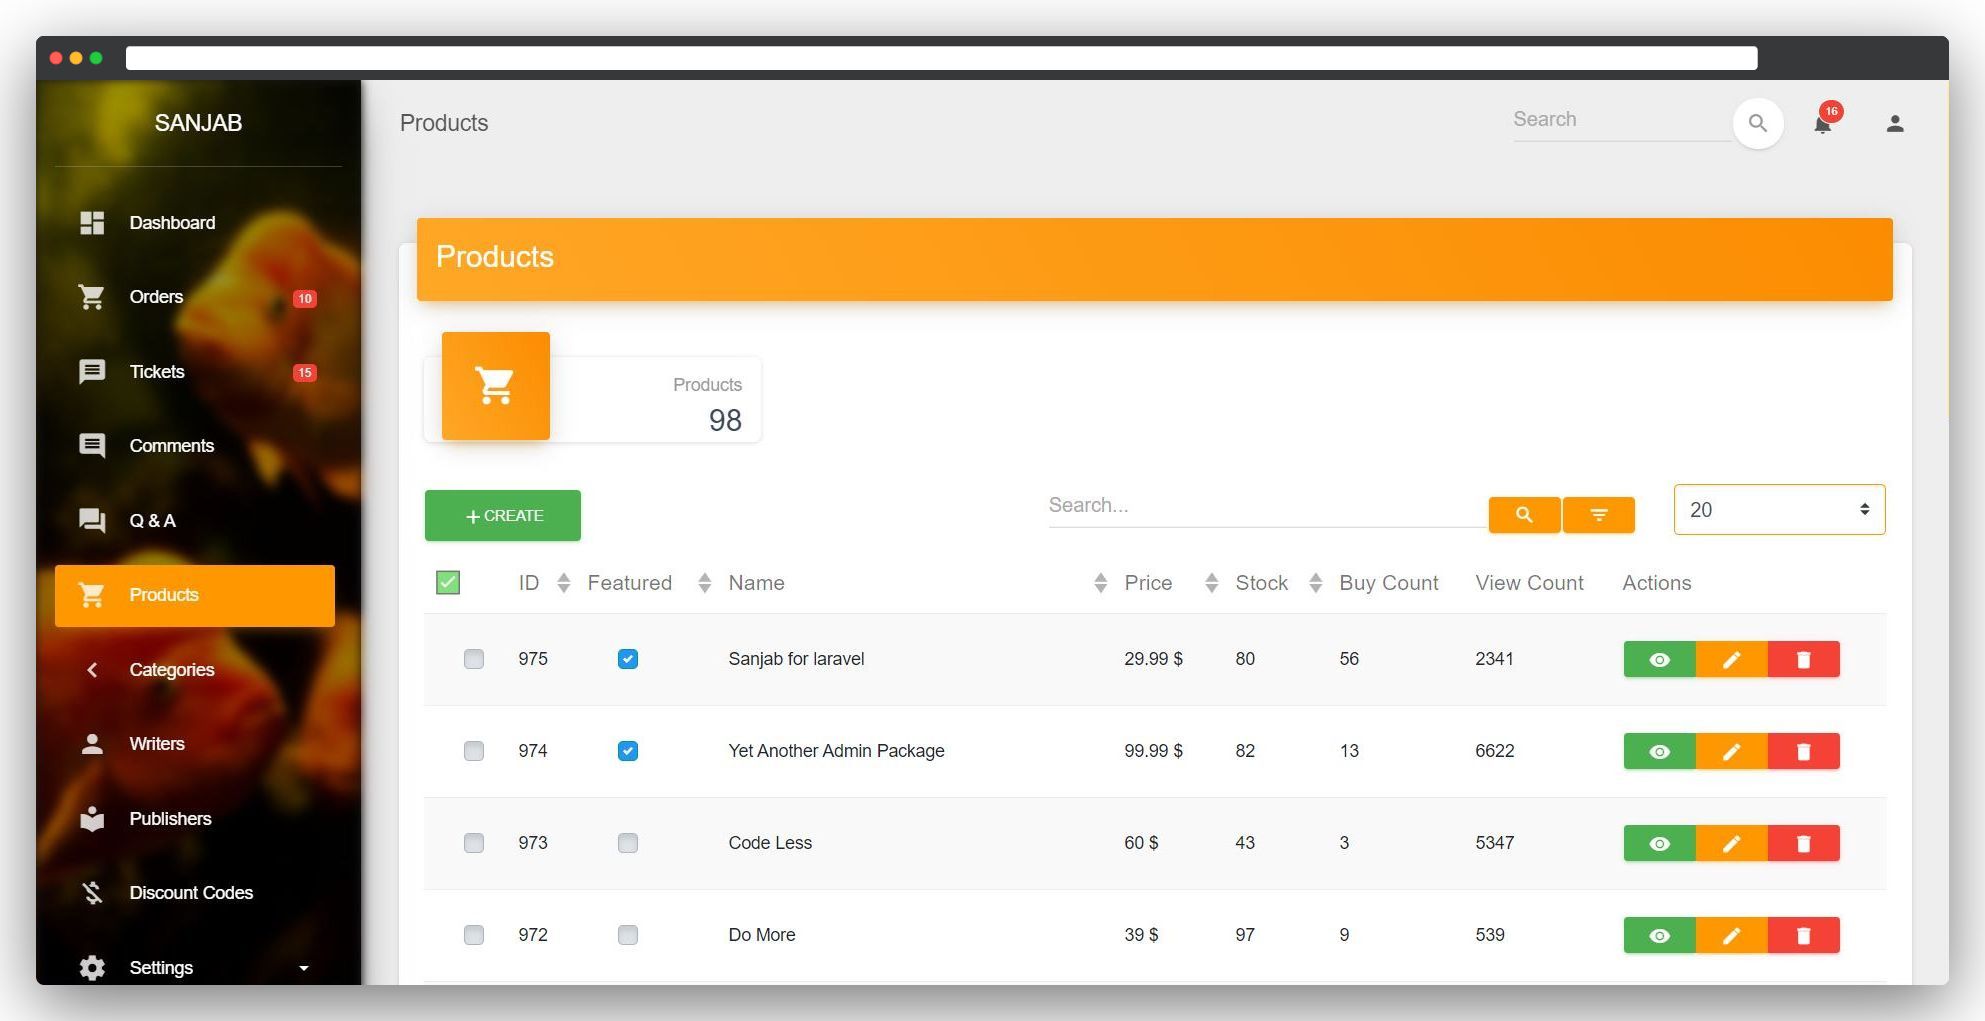 SANJAB
Products
Search
16
Dashboard
Orders 10
Tickets 15
Comments
Q & A
Products
Categories
Writers
Publishers
Discount Codes
Settings
Products
Products
98
CREATE
Search...
20
ID Featured Name Price Stock Buy Count View Count Actions
975 Sanjab for laravel 29.99 $ 80 56 2341
974 Yet Another Admin Package 99.99 $ 82 13 6622
973 Code Less 60 $ 43 3 5347
972 Do More 39 $ 97 9 539